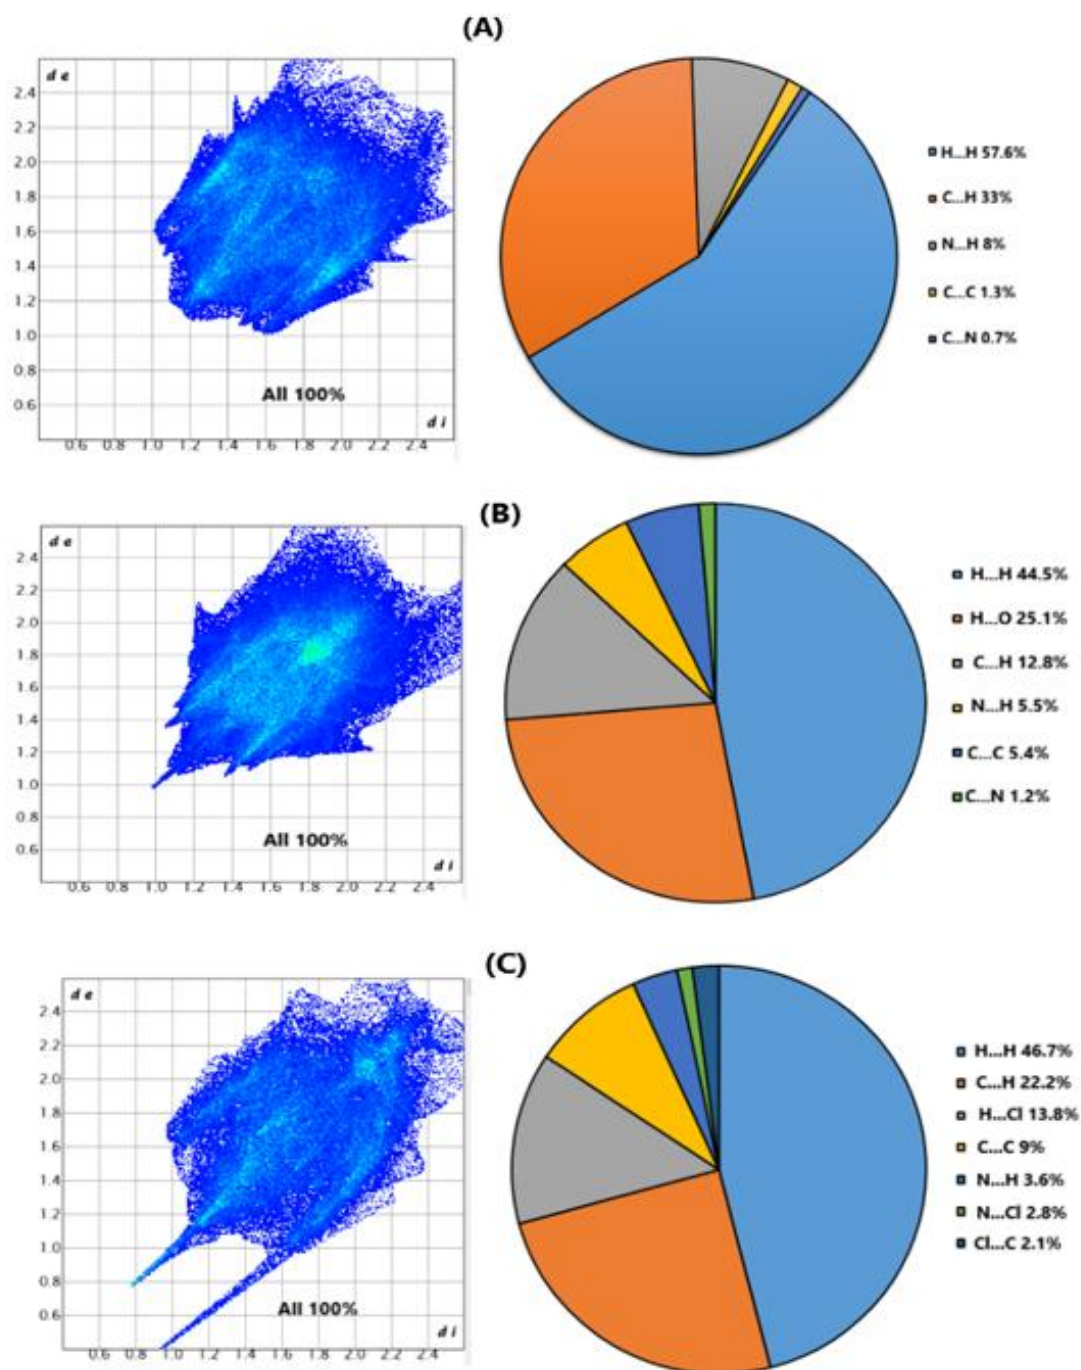 (A)
d e
2.4
2.2
2.0
1.8
1.6
1.4
1.2
1.0
0.8
0.6
All 100%
d i
0.6 0.8 1.0 1.2 1.4 1.6 1.8 2.0 2.2 2.4
H...H 57.6%
C...H 33%
N...H 8%
C...C 1.3%
C...N 0.7%
(B)
d e
2.4
2.2
2.0
1.8
1.6
1.4
1.2
1.0
0.8
0.6
All 100%
d i
0.6 0.8 1.0 1.2 1.4 1.6 1.8 2.0 2.2 2.4
H...H 44.5%
H...O 25.1%
C...H 12.8%
N...H 5.5%
C...C 5.4%
C...N 1.2%
(C)
d e
2.4
2.2
2.0
1.8
1.6
1.4
1.2
1.0
0.8
0.6
All 100%
d i
0.6 0.8 1.0 1.2 1.4 1.6 1.8 2.0 2.2 2.4
H...H 46.7%
C...H 22.2%
H...Cl 13.8%
C...C 9%
N...H 3.6%
N...Cl 2.8%
Cl...C 2.1%